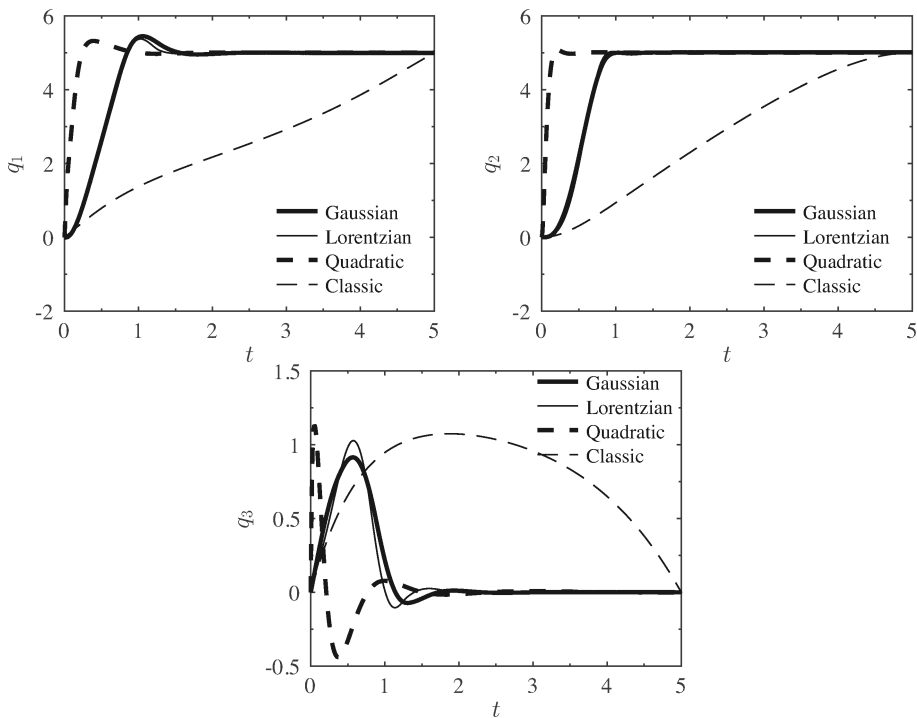 6
4
2
0
-2
q1
0 1 2 3 4 5
t
Gaussian
Lorentzian
Quadratic
Classic
6
4
2
0
-2
q2
0 1 2 3 4 5
t
Gaussian
Lorentzian
Quadratic
Classic
1.5
1
0.5
0
-0.5
q3
0 1 2 3 4 5
t
Gaussian
Lorentzian
Quadratic
Classic